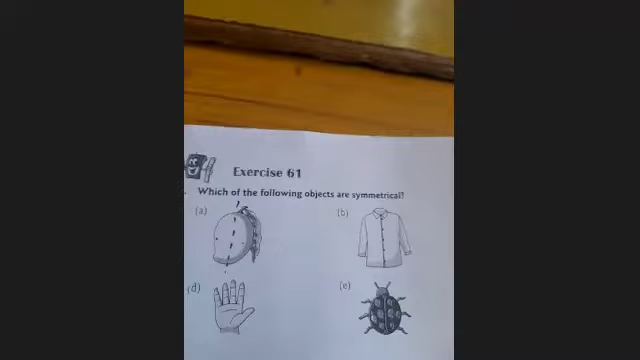 Exercise 61
Which of the following objects are symmetrical?
(a) (b)
(d) (e)